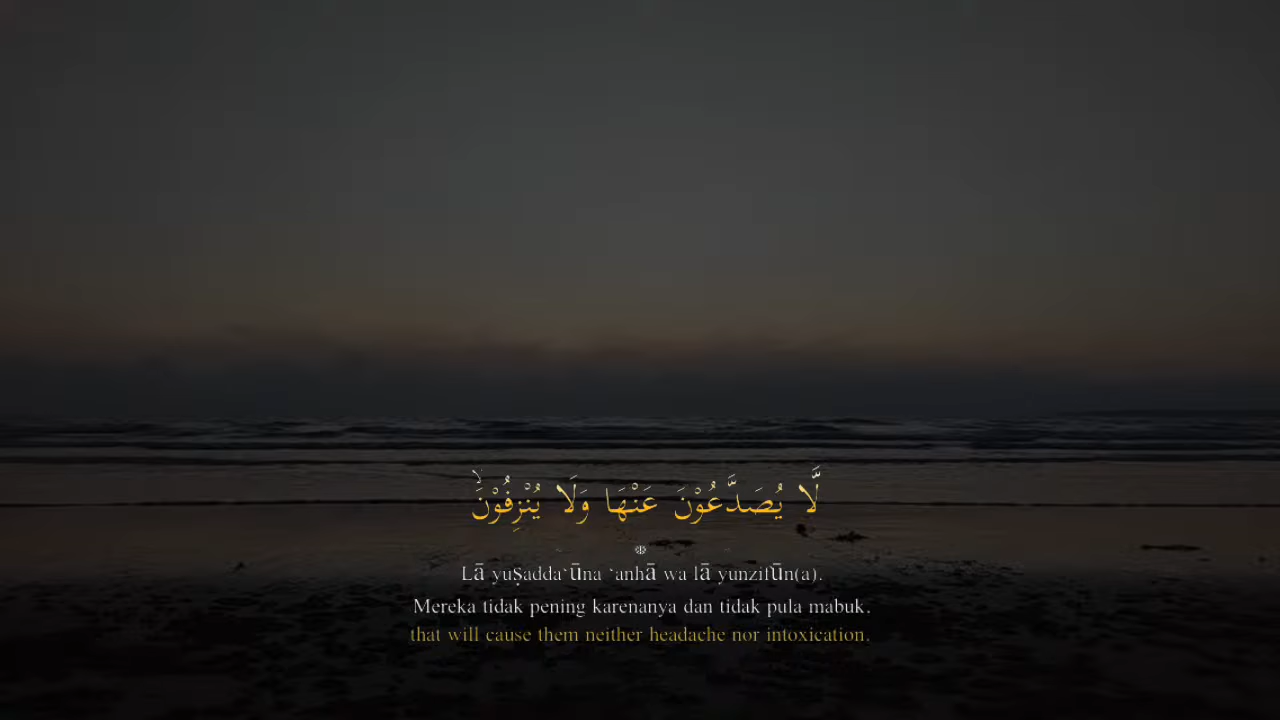 لَّا يُصَدَّعُوْنَ عَنْهَا وَلَا يُنْزِفُوْنَۙ
Lā yuṣadda‘ūna ‘anhā wa lā yunzifūn(a).
Mereka tidak pening karenanya dan tidak pula mabuk.
that will cause them neither headache nor intoxication.